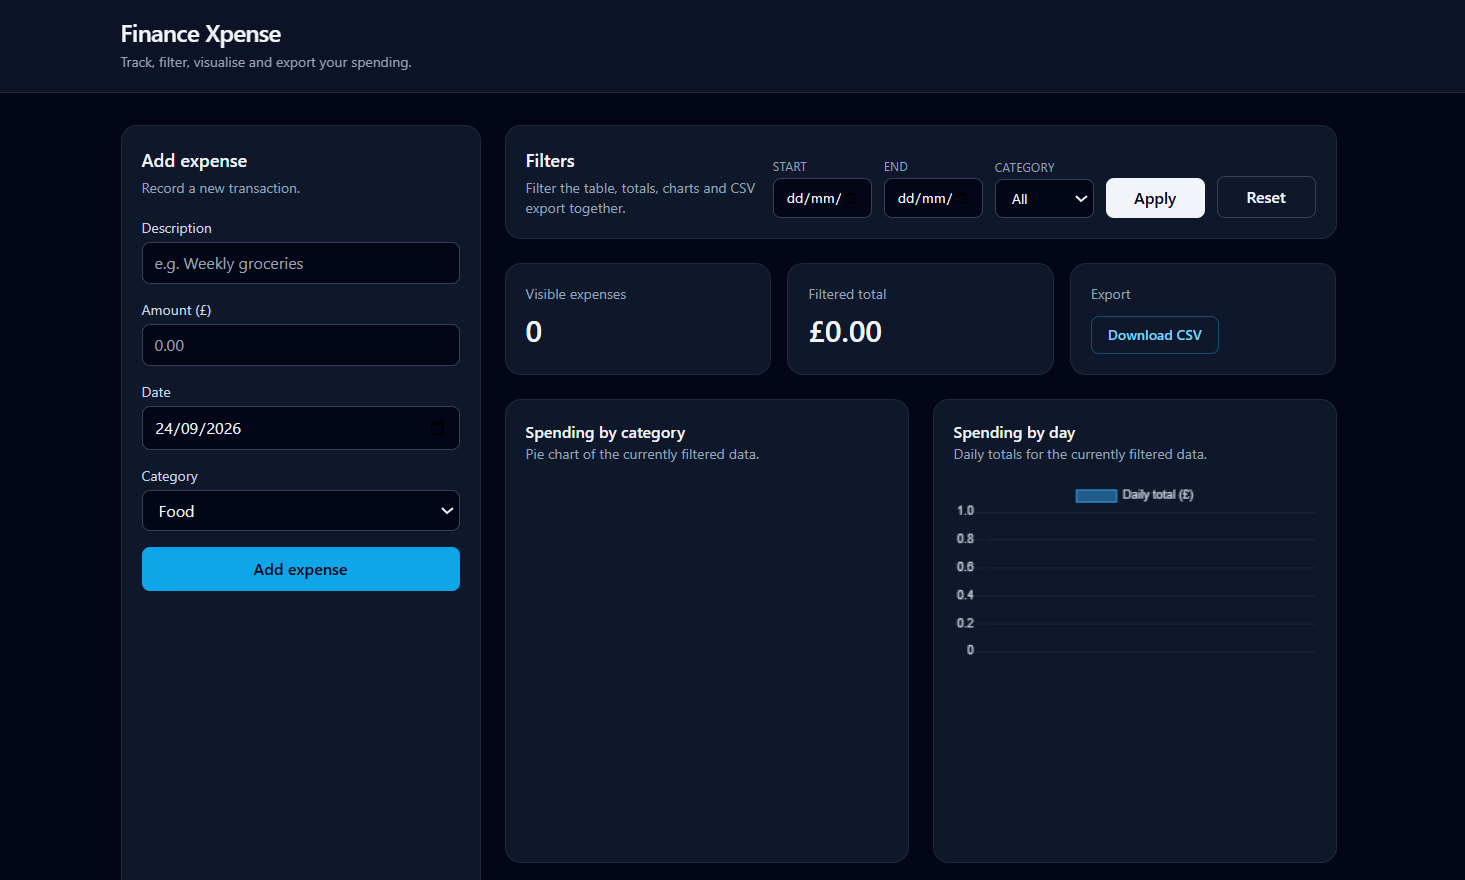 Finance Xpense
Track, filter, visualise and export your spending.
Add expense
Record a new transaction.
Description
e.g. Weekly groceries
Amount (£)
0.00
Date
24/09/2026
Category
Food
Add expense
Filters
Filter the table, totals, charts and CSV
export together.
START
dd/mm/
END
dd/mm/
CATEGORY
All
Apply
Reset
Visible expenses
0
Filtered total
£0.00
Export
Download CSV
Spending by category
Pie chart of the currently filtered data.
Spending by day
Daily totals for the currently filtered data.
Daily total (£)
1.0
0.8
0.6
0.4
0.2
0